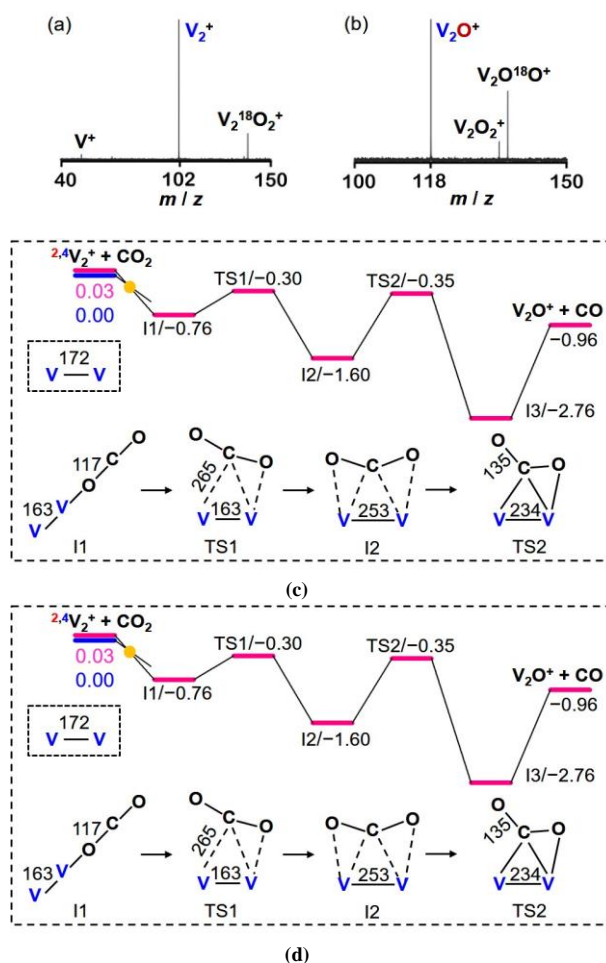 (a)
V₂⁺
V⁺
V₂¹⁸O₂⁺
40 102 150
m / z
(b)
V₂O⁺
V₂O¹⁸O⁺
V₂O₂⁺
100 118 150
m / z
²,⁴V₂⁺ + CO₂
0.03
0.00
I1/−0.76
TS1/−0.30
I2/−1.60
TS2/−0.35
I3/−2.76
V₂O⁺ + CO
−0.96
172
V V
163 V V O 117 C O
I1
O C O 265 V 163 V
TS1
O C O V 253 V
I2
O 135 C O V 234 V
TS2
(c)
²,⁴V₂⁺ + CO₂
0.03
0.00
I1/−0.76
TS1/−0.30
I2/−1.60
TS2/−0.35
I3/−2.76
V₂O⁺ + CO
−0.96
172
V V
163 V V O 117 C O
I1
O C O 265 V 163 V
TS1
O C O V 253 V
I2
O 135 C O V 234 V
TS2
(d)